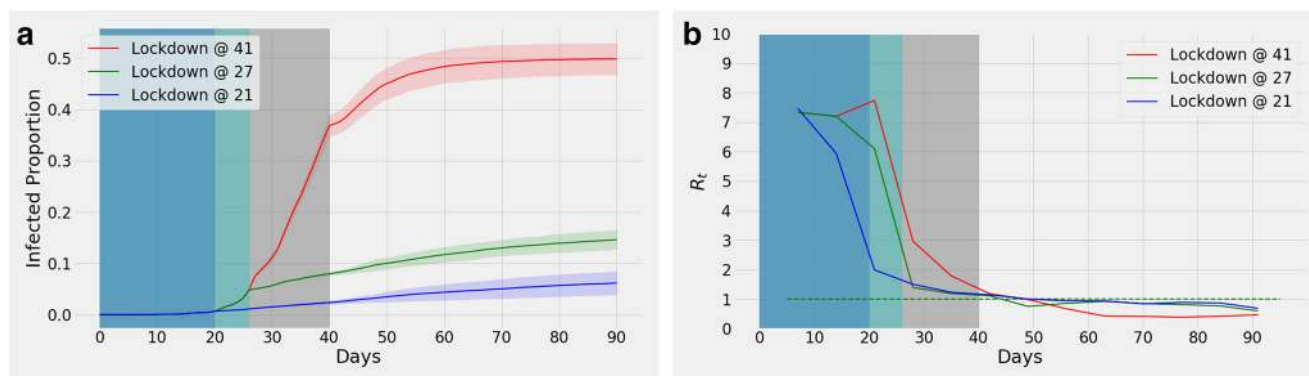 a
Lockdown @ 41
Lockdown @ 27
Lockdown @ 21
Infected Proportion
0.5
0.4
0.3
0.2
0.1
0.0
0 10 20 30 40 50 60 70 80 90
Days
b
Lockdown @ 41
Lockdown @ 27
Lockdown @ 21
R_t
10
9
8
7
6
5
4
3
2
1
0
0 10 20 30 40 50 60 70 80 90
Days